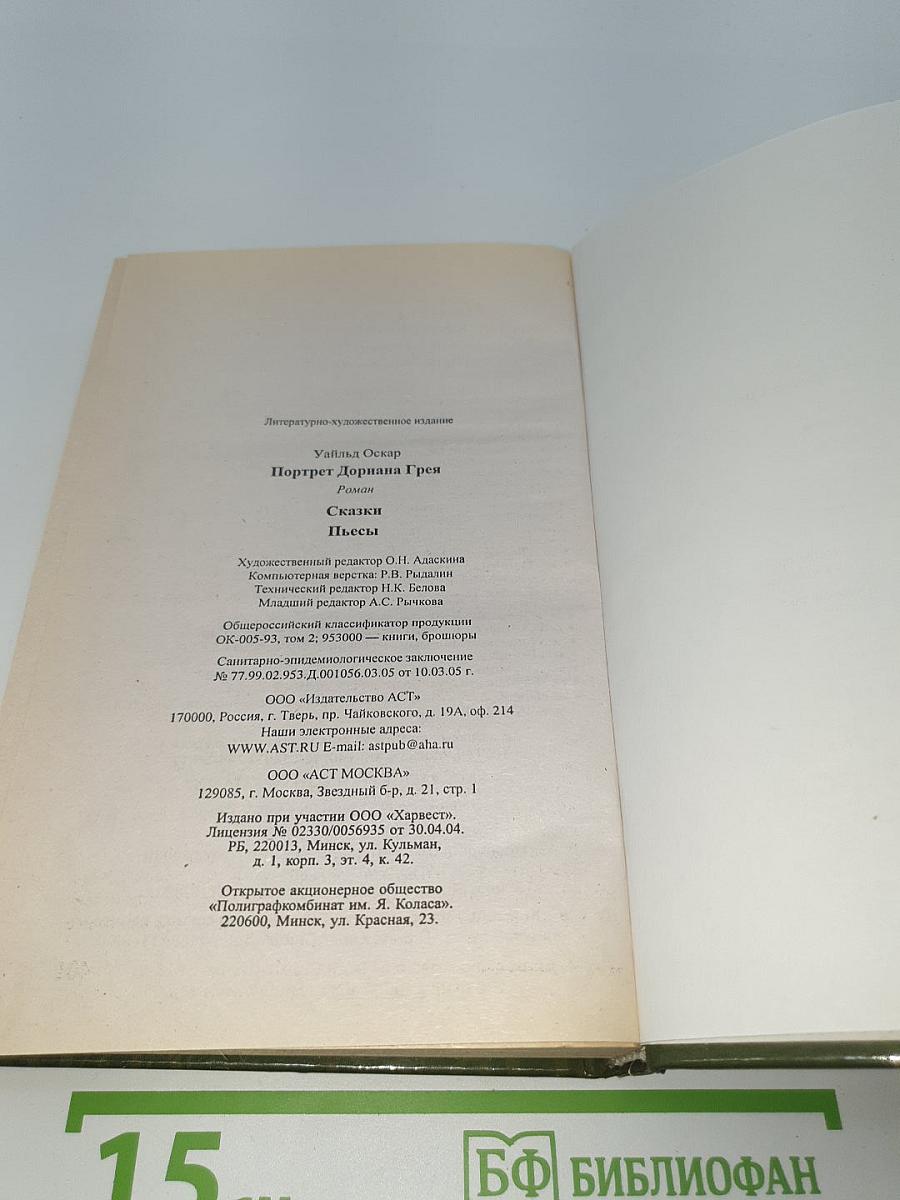 Литературно-художественное издание
Уайльд Оскар
Портрет Дориана Грея
Роман
Сказки
Пьесы
Художественный редактор О.Н. Адаскина
Компьютерная верстка: Р.В. Рыдалин
Технический редактор Н.К. Белова
Младший редактор А.С. Рычкова
Общероссийский классификатор продукции
ОК-005-93, том 2; 953000 — книги, брошюры
Санитарно-эпидемиологическое заключение
№ 77.99.02.953.Д.001056.03.05 от 10.03.05 г.
ООО «Издательство АСТ»
170000, Россия, г. Тверь, пр. Чайковского, д. 19А, оф. 214
Наши электронные адреса:
WWW.AST.RU E-mail: astpub@aha.ru
ООО «АСТ МОСКВА»
129085, г. Москва, Звездный б-р, д. 21, стр. 1
Издано при участии ООО «Харвест».
Лицензия № 02330/0056935 от 30.04.04.
РБ, 220013, Минск, ул. Кульман,
д. 1, корп. 3, эт. 4, к. 42.
Открытое акционерное общество
«Полиграфкомбинат им. Я. Коласа».
220600, Минск, ул. Красная, 23.
15 см
БФ БИБЛИОФАН